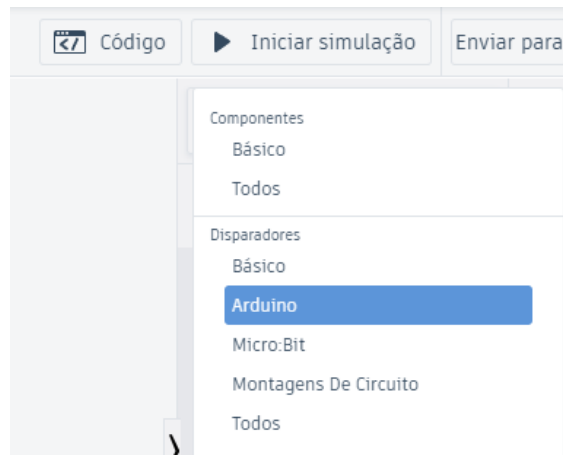 </> Código Iniciar simulação Enviar para
Componentes
Básico
Todos
Disparadores
Básico
Arduino
Micro:Bit
Montagens De Circuito
Todos